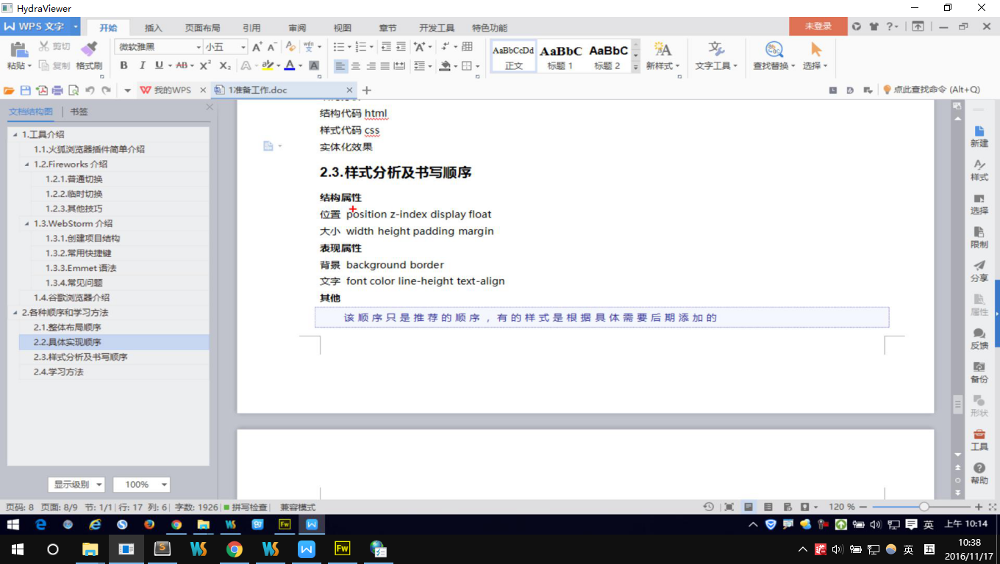 HydraViewer
WPS 文字
开始 插入 页面布局 引用 审阅 视图 章节 开发工具 特色功能
未登录
粘贴 剪切 复制 格式刷
微软雅黑 小五
AaBbCcDd 正文
AaBbC 标题 1
AaBbC 标题 2
新样式 文字工具 查找替换 选择
我的WPS
1准备工作.doc
点此查找命令 (Alt+Q)
文档结构图 书签
1.工具介绍
1.1.火狐浏览器插件简单介绍
1.2.Fireworks 介绍
1.2.1.普通切换
1.2.2.临时切换
1.2.3.其他技巧
1.3.WebStorm 介绍
1.3.1.创建项目结构
1.3.2.常用快捷键
1.3.3.Emmet 语法
1.3.4.常见问题
1.4.谷歌浏览器介绍
2.各种顺序和学习方法
2.1.整体布局顺序
2.2.具体实现顺序
2.3.样式分析及书写顺序
2.4.学习方法
显示级别 100%
结构代码 html
样式代码 css
实体化效果
2.3.样式分析及书写顺序
结构属性
位置 position z-index display float
大小 width height padding margin
表现属性
背景 background border
文字 font color line-height text-align
其他
该顺序只是推荐的顺序，有的样式是根据具体需要后期添加的
新建
样式
选择
限制
分享
属性
反馈
备份
形状
工具
帮助
页码: 8 页面: 8/9 节: 1/1 行: 17 列: 6 字数: 1926 拼写检查 兼容模式
120 %
英 上午 10:14
英 10:38
2016/11/17